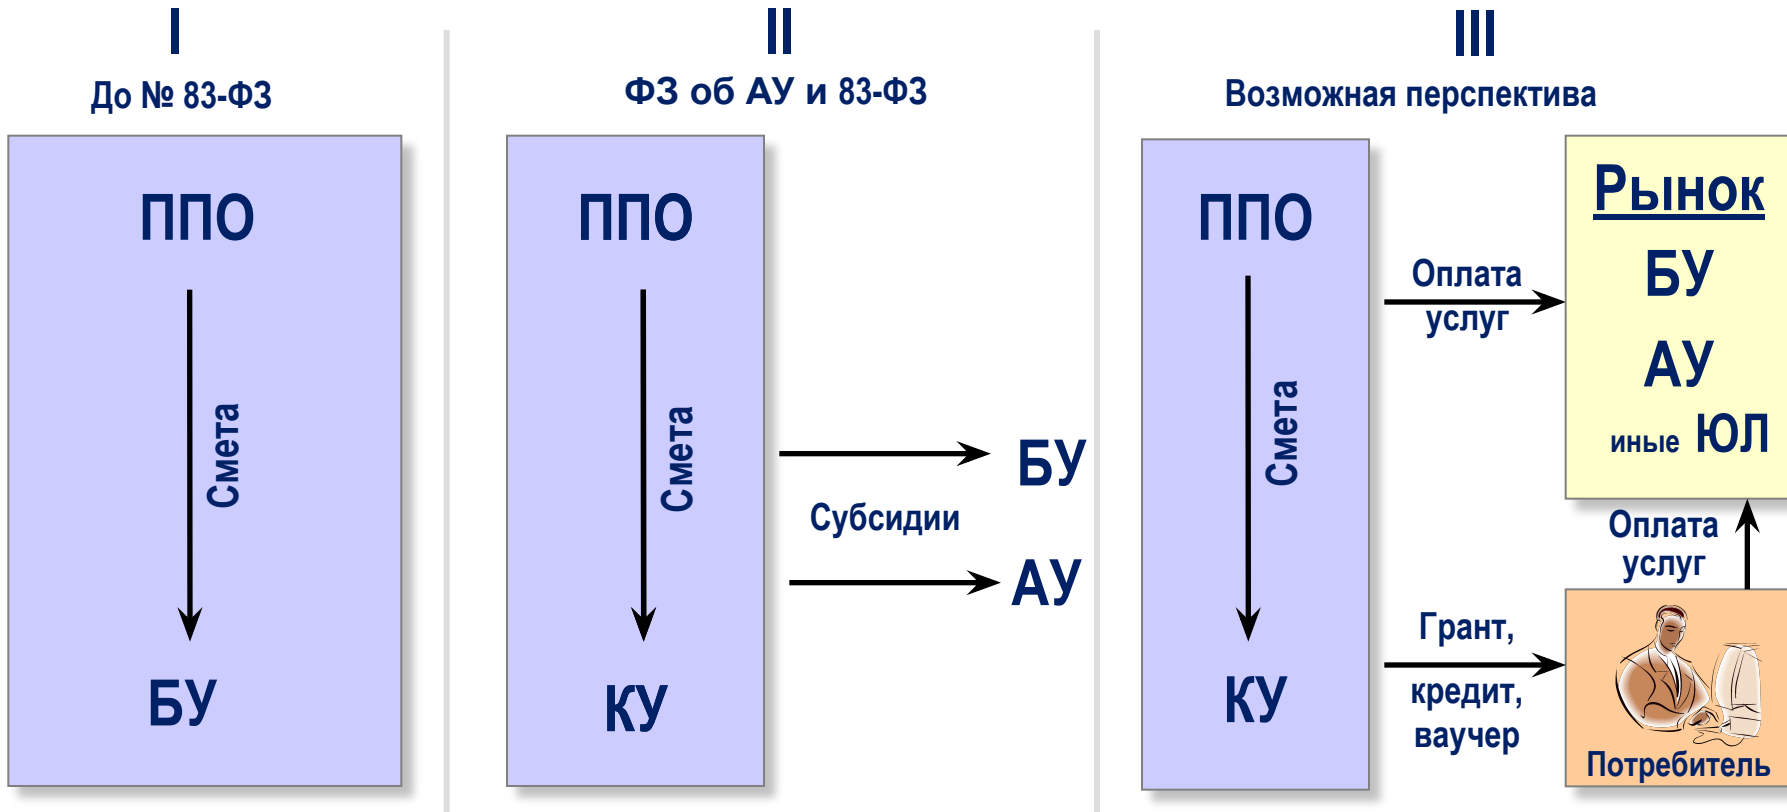 I
До № 83-ФЗ
ППО
Смета
БУ
II
ФЗ об АУ и 83-ФЗ
ППО
Смета
КУ
БУ
Субсидии
АУ
III
Возможная перспектива
ППО
Смета
КУ
Оплата
услуг
Рынок
БУ
АУ
иные ЮЛ
Оплата
услуг
Грант,
кредит,
ваучер
Потребитель